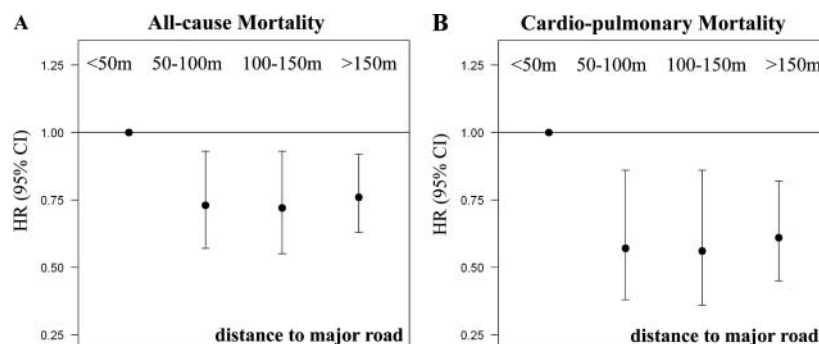 A All-cause Mortality
<50m 50-100m 100-150m >150m
1.25
1.00
0.75
0.50
0.25
HR (95% CI)
distance to major road
B Cardio-pulmonary Mortality
<50m 50-100m 100-150m >150m
1.25
1.00
0.75
0.50
0.25
HR (95% CI)
distance to major road